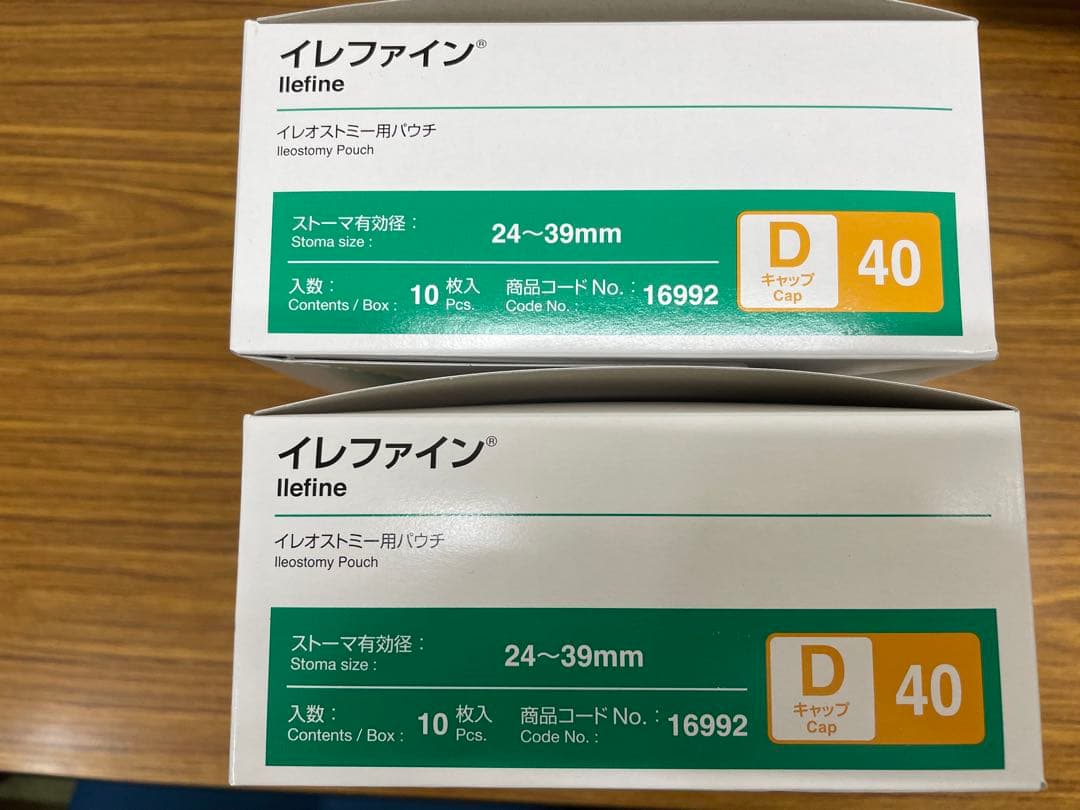 イレファイン®
Ilefine
イレオストミー用パウチ
Ileostomy Pouch
ストーマ有効径：
Stoma size :
24〜39mm
入数：
Contents / Box :
10 枚入
Pcs.
商品コード No.：
Code No. :
16992
D
キャップ
Cap
40
イレファイン®
Ilefine
イレオストミー用パウチ
Ileostomy Pouch
ストーマ有効径：
Stoma size :
24〜39mm
入数：
Contents / Box :
10 枚入
Pcs.
商品コード No.：
Code No. :
16992
D
キャップ
Cap
40